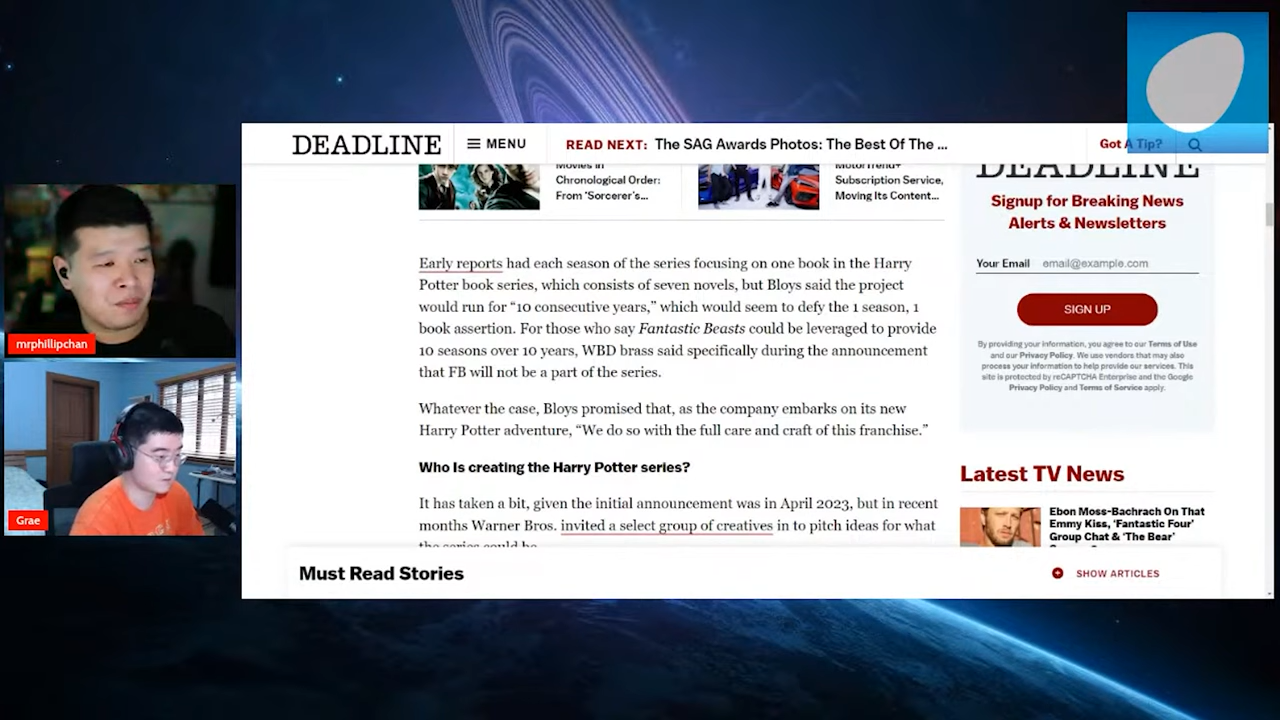 DEADLINE
MENU
READ NEXT: The SAG Awards Photos: The Best Of The ...
Got A Tip?
Movies In
Chronological Order:
From 'Sorcerer's...
MotorTrend+
Subscription Service,
Moving Its Content...
DEADLINE
Signup for Breaking News
Alerts & Newsletters
Your Email email@example.com
SIGN UP
By providing your information, you agree to our Terms of Use
and our Privacy Policy. We use vendors that may also
process your information to help provide our services. This
site is protected by reCAPTCHA Enterprise and the Google
Privacy Policy and Terms of Service apply.
Early reports had each season of the series focusing on one book in the Harry
Potter book series, which consists of seven novels, but Bloys said the project
would run for “10 consecutive years,” which would seem to defy the 1 season, 1
book assertion. For those who say Fantastic Beasts could be leveraged to provide
10 seasons over 10 years, WBD brass said specifically during the announcement
that FB will not be a part of the series.
Whatever the case, Bloys promised that, as the company embarks on its new
Harry Potter adventure, “We do so with the full care and craft of this franchise.”
Who Is creating the Harry Potter series?
It has taken a bit, given the initial announcement was in April 2023, but in recent
months Warner Bros. invited a select group of creatives in to pitch ideas for what
the series could be
Latest TV News
Ebon Moss-Bachrach On That
Emmy Kiss, 'Fantastic Four'
Group Chat & 'The Bear'
Must Read Stories
SHOW ARTICLES
mrphillipchan
Grae